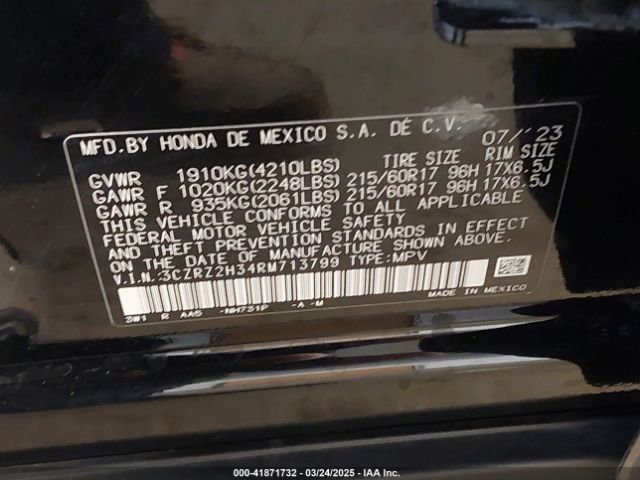 MFD. BY HONDA DE MEXICO S.A. DE C.V. 07/'23
GVWR 1910KG(4210LBS) TIRE SIZE RIM SIZE
GAWR F 1020KG(2248LBS) 215/60R17 96H 17X6.5J
GAWR R 935KG(2061LBS) 215/60R17 96H 17X6.5J
THIS VEHICLE CONFORMS TO ALL APPLICABLE
FEDERAL MOTOR VEHICLE SAFETY
AND THEFT PREVENTION STANDARDS IN EFFECT
ON THE DATE OF MANUFACTURE SHOWN ABOVE.
V.I.N.:3CZRZ2H34RM713799 TYPE:MPV
MADE IN MEXICO
3W1 R AA5 -NH731P -A -M
000-41871732 — 03/24/2025 — IAA Inc.